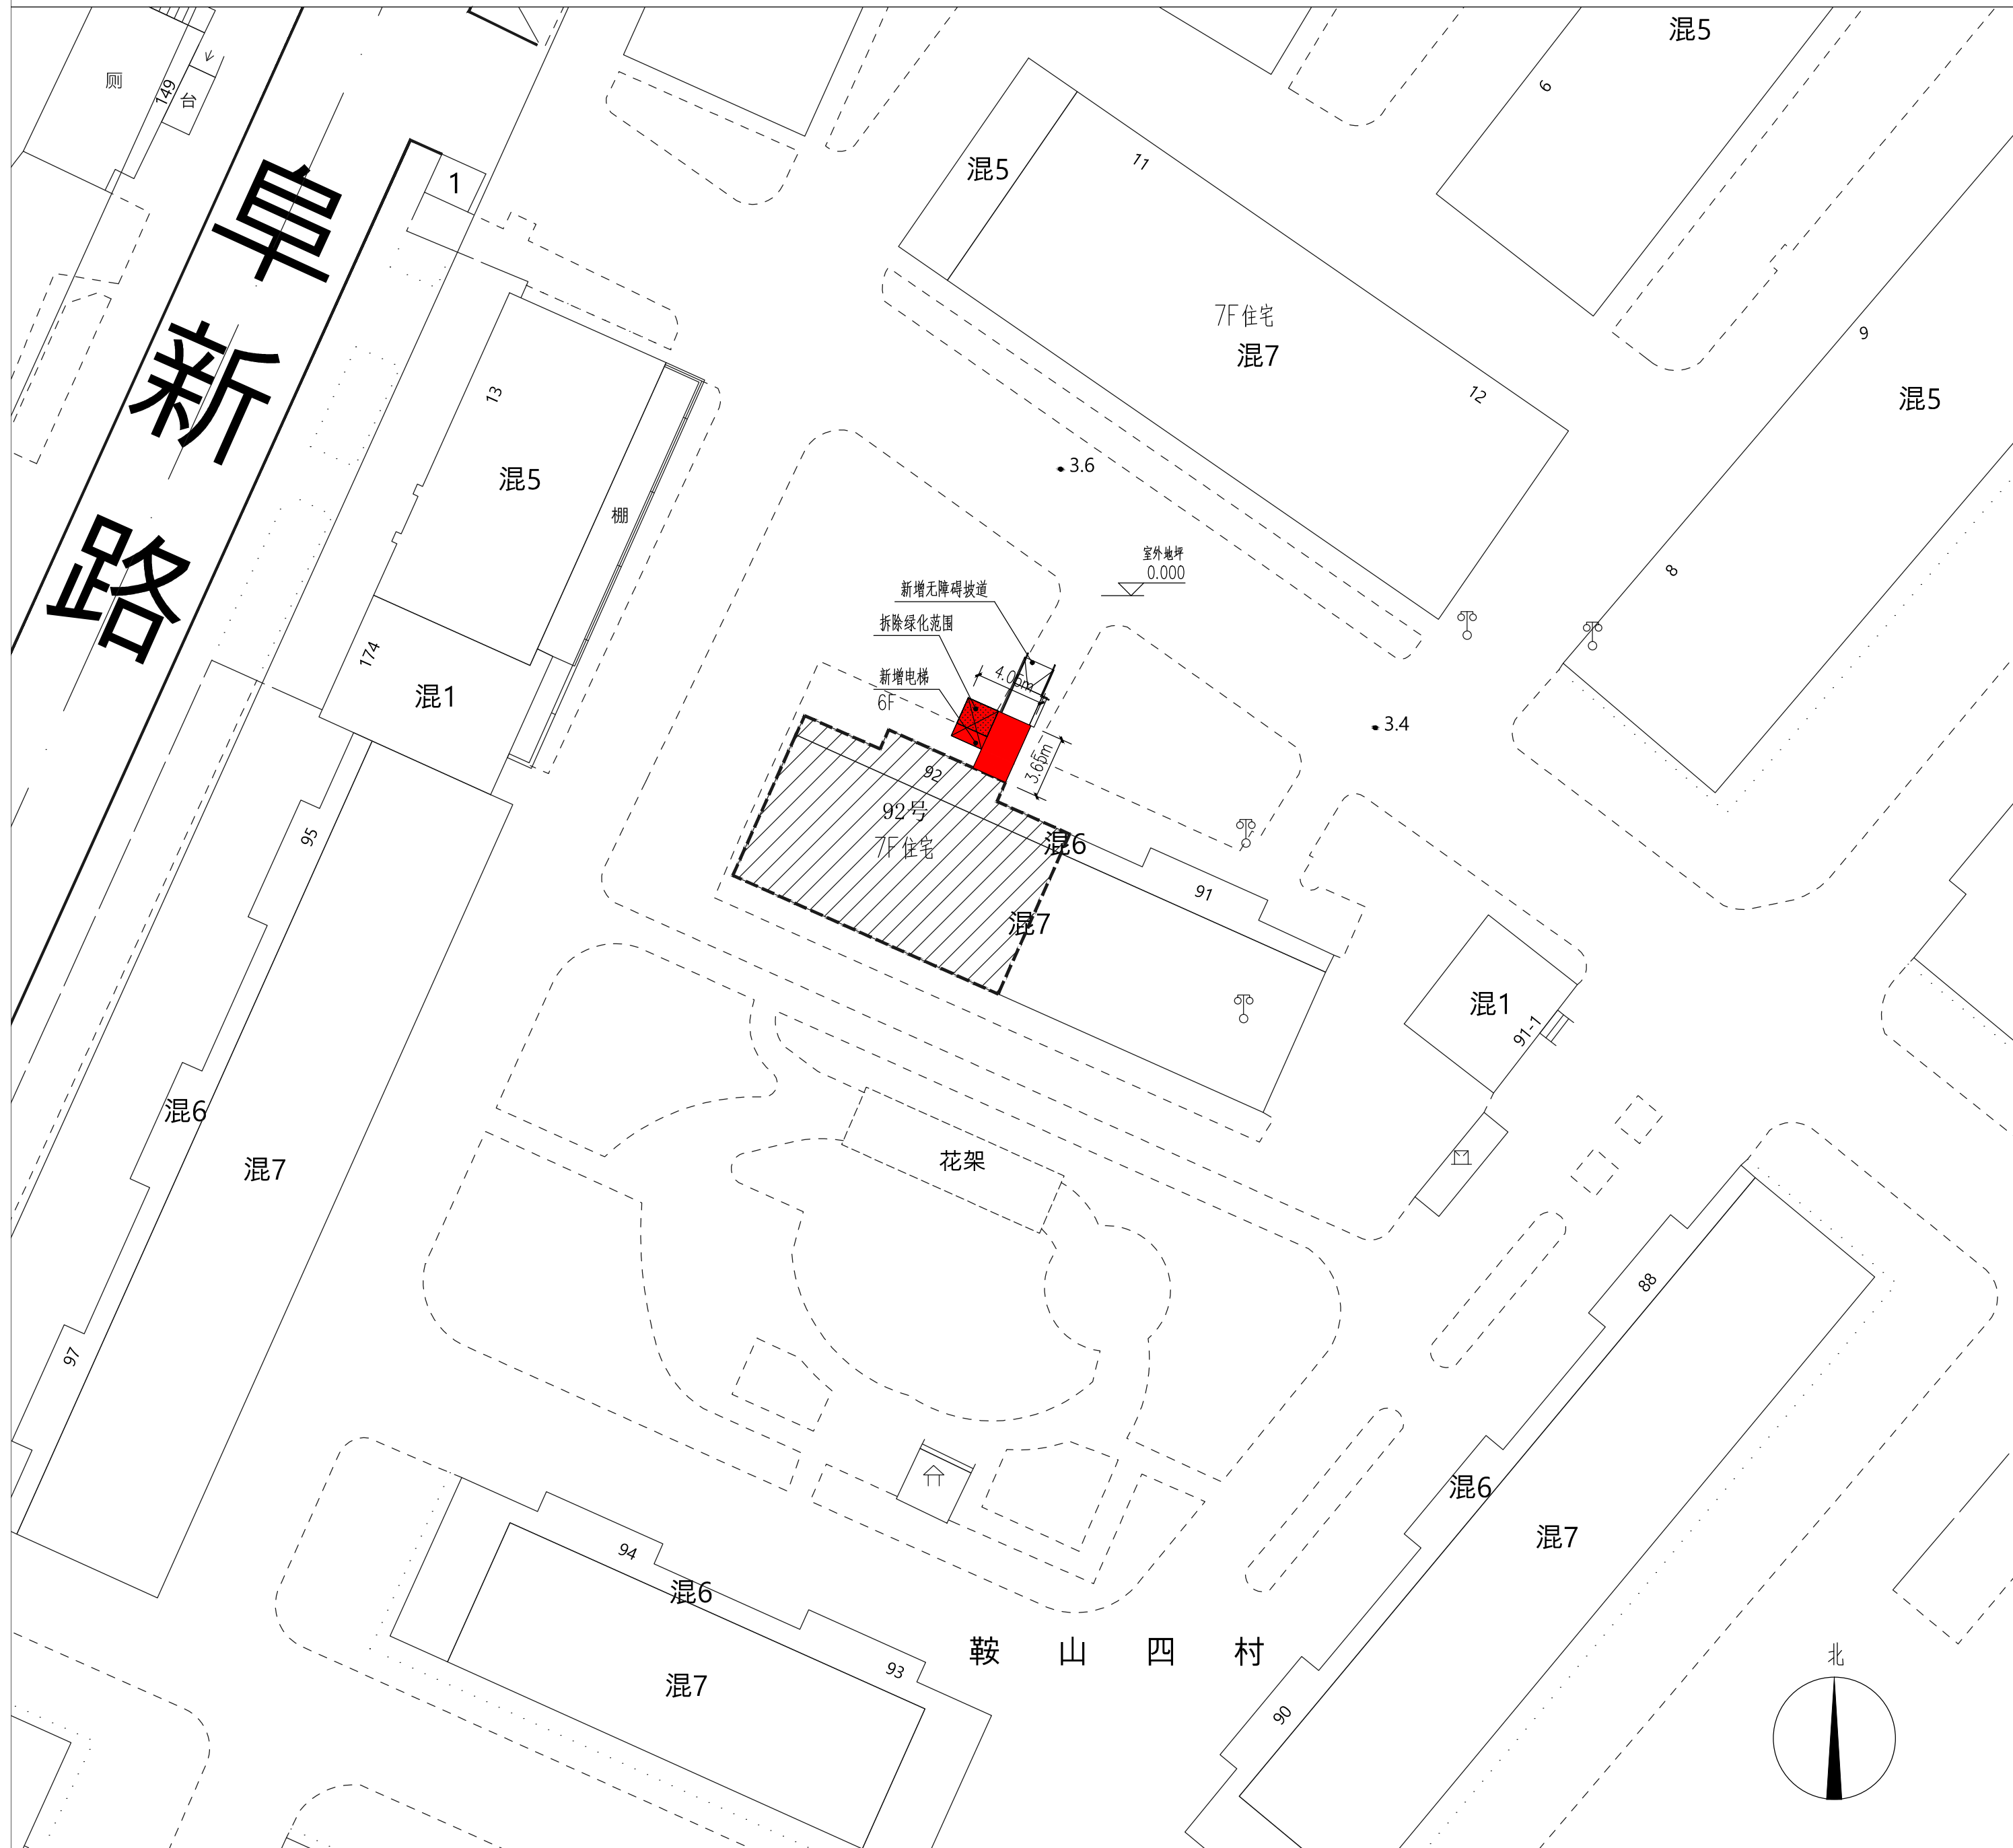 混5
厕
149
台
6
阜新路
1
混5
11
7F 住宅
混7
9
13
12
混5
3.6
混5
棚
室外地坪
0.000
8
新增无障碍坡道
拆除绿化范围
174
新增电梯
6F
4.05m
混1
3.4
3.65m
92
92号
7F 住宅
混6
95
91
混7
混1
91-1
混6
花架
混7
88
97
混6
混7
94
混6
鞍山四村
北
93
混7
90